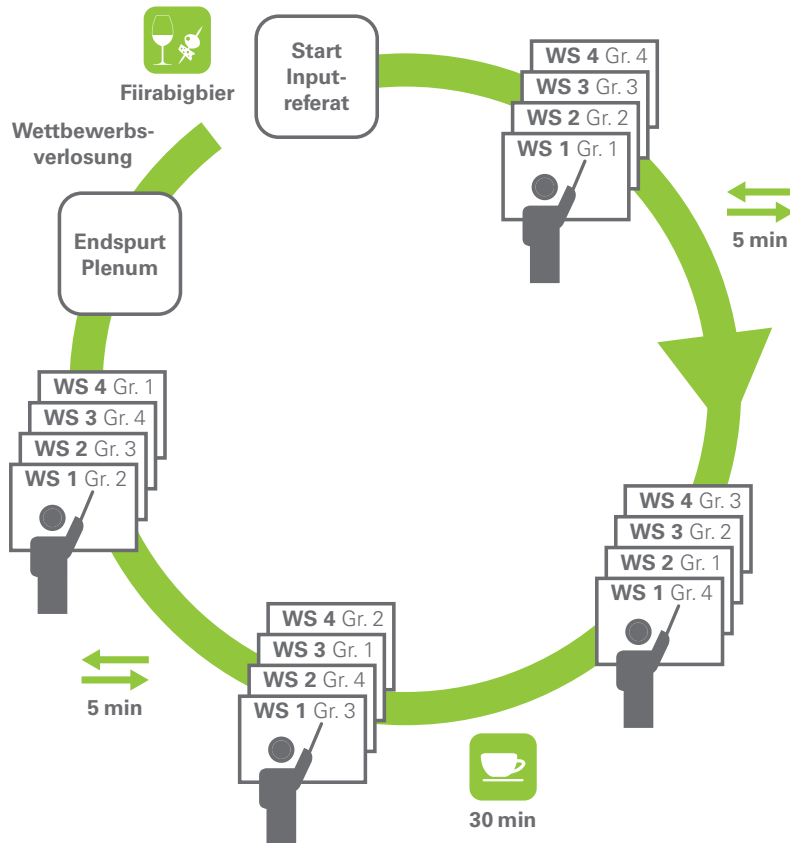 Start
Input-
referat
WS 4 Gr. 4
WS 3 Gr. 3
WS 2 Gr. 2
WS 1 Gr. 1
5 min
WS 4 Gr. 3
WS 3 Gr. 2
WS 2 Gr. 1
WS 1 Gr. 4
30 min
WS 4 Gr. 2
WS 3 Gr. 1
WS 2 Gr. 4
WS 1 Gr. 3
5 min
WS 4 Gr. 1
WS 3 Gr. 4
WS 2 Gr. 3
WS 1 Gr. 2
Endspurt
Plenum
Wettbewerbs-
verlosung
Fiirabigbier